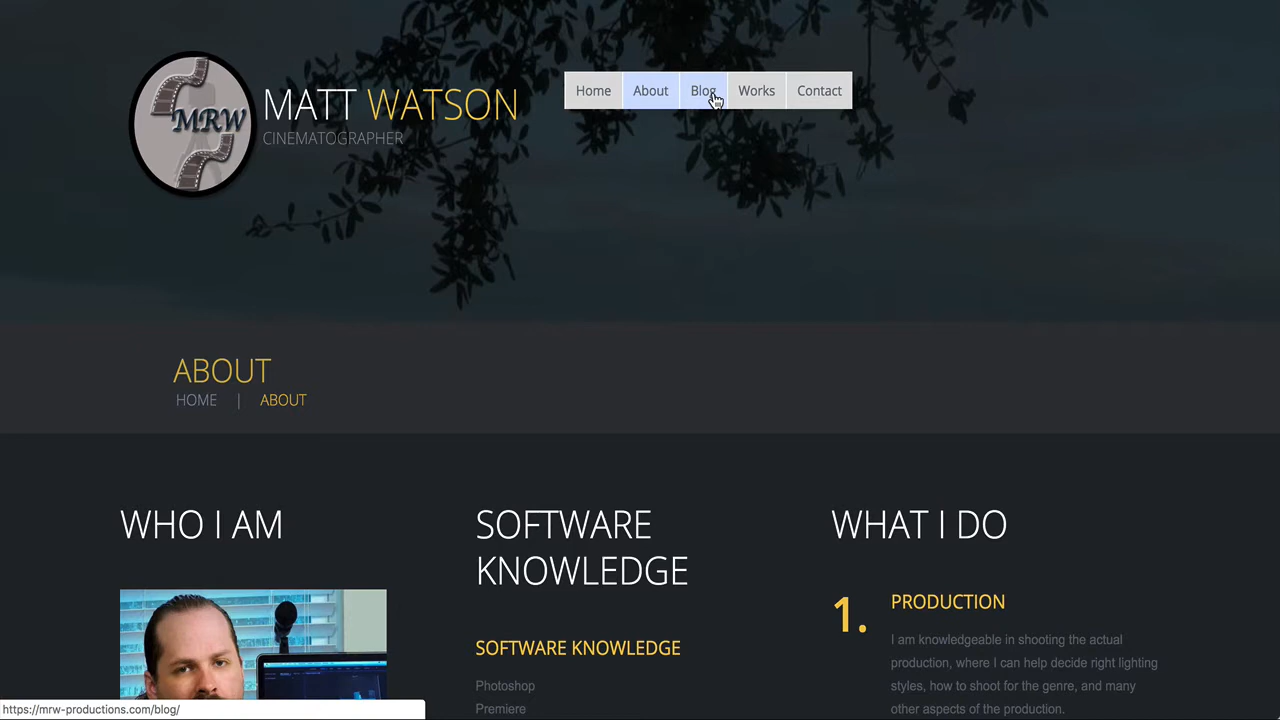 MRW
MATT WATSON
CINEMATOGRAPHER
Home About Blog Works Contact
ABOUT
HOME | ABOUT
WHO I AM
SOFTWARE
KNOWLEDGE
SOFTWARE KNOWLEDGE
Photoshop
Premiere
WHAT I DO
1.
PRODUCTION
I am knowledgeable in shooting the actual
production, where I can help decide right lighting
styles, how to shoot for the genre, and many
other aspects of the production.
https://mrw-productions.com/blog/